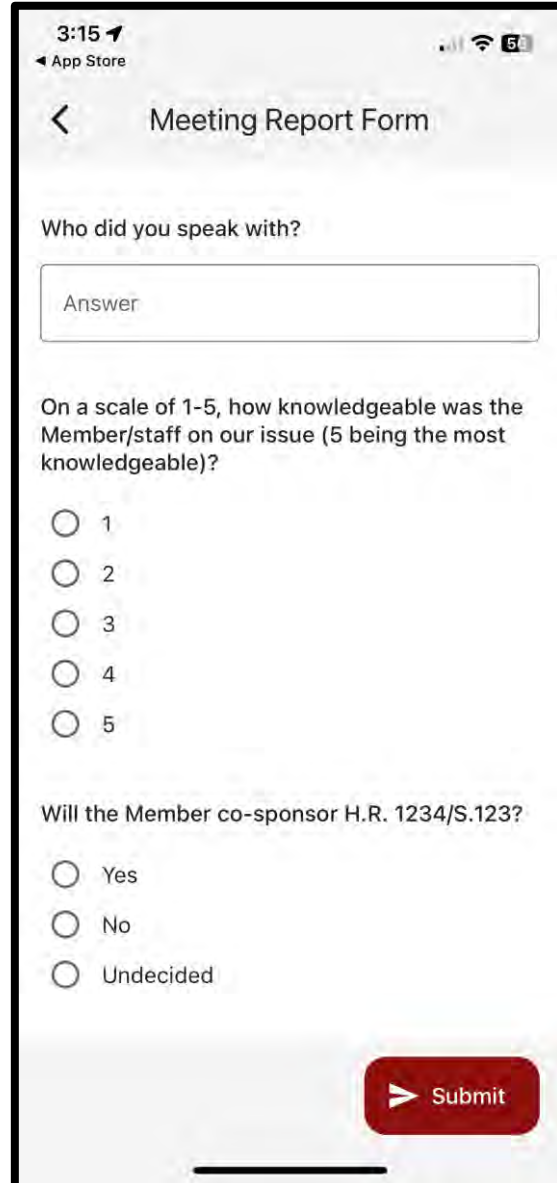 3:15
◀ App Store
Meeting Report Form
Who did you speak with?
Answer
On a scale of 1-5, how knowledgeable was the
Member/staff on our issue (5 being the most
knowledgeable)?
1
2
3
4
5
Will the Member co-sponsor H.R. 1234/S.123?
Yes
No
Undecided
Submit